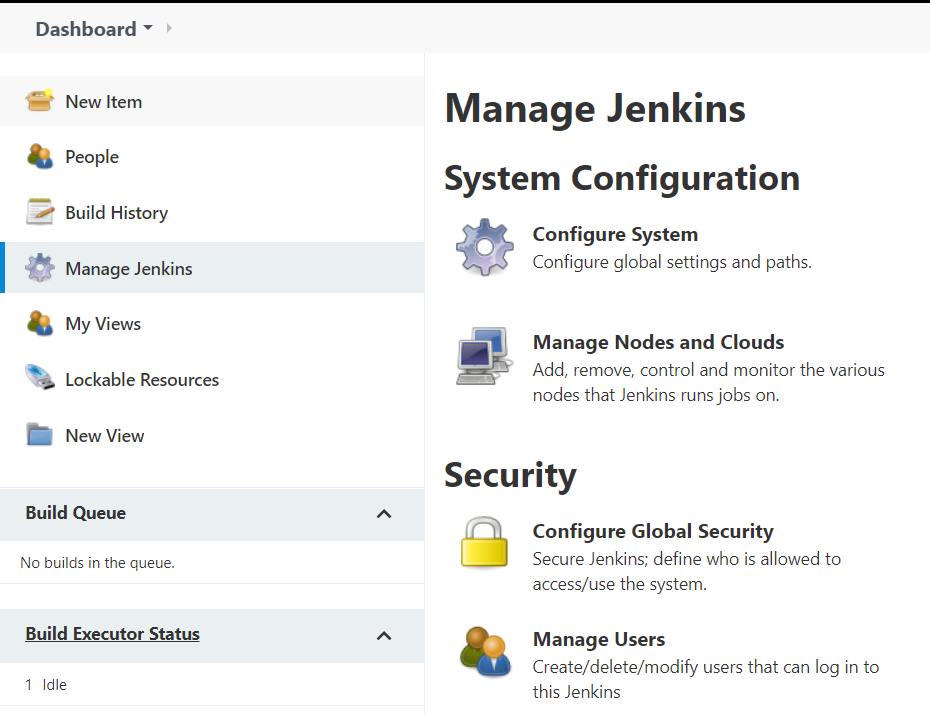 Dashboard
New Item
People
Build History
Manage Jenkins
My Views
Lockable Resources
New View
Build Queue
No builds in the queue.
Build Executor Status
1 Idle
Manage Jenkins
System Configuration
Configure System
Configure global settings and paths.
Manage Nodes and Clouds
Add, remove, control and monitor the various
nodes that Jenkins runs jobs on.
Security
Configure Global Security
Secure Jenkins; define who is allowed to
access/use the system.
Manage Users
Create/delete/modify users that can log in to
this Jenkins